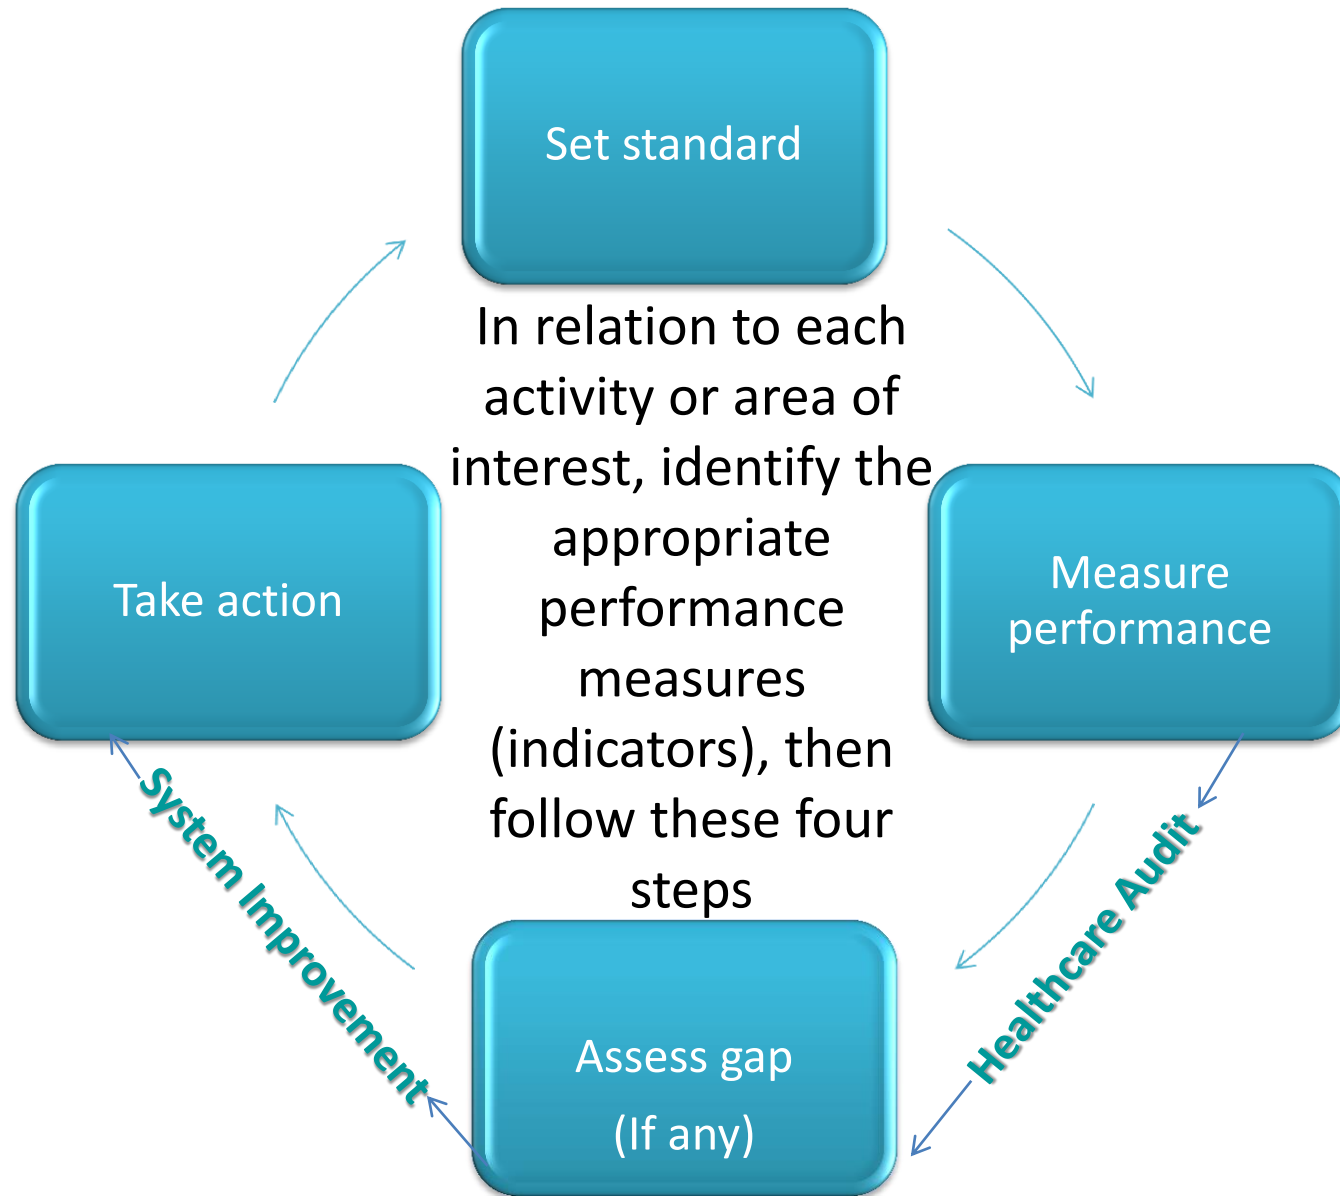 Set standard
In relation to each
activity or area of
interest, identify the
appropriate
performance
measures
(indicators), then
follow these four
steps
Measure
performance
Healthcare Audit
Assess gap
(If any)
System Improvement
Take action